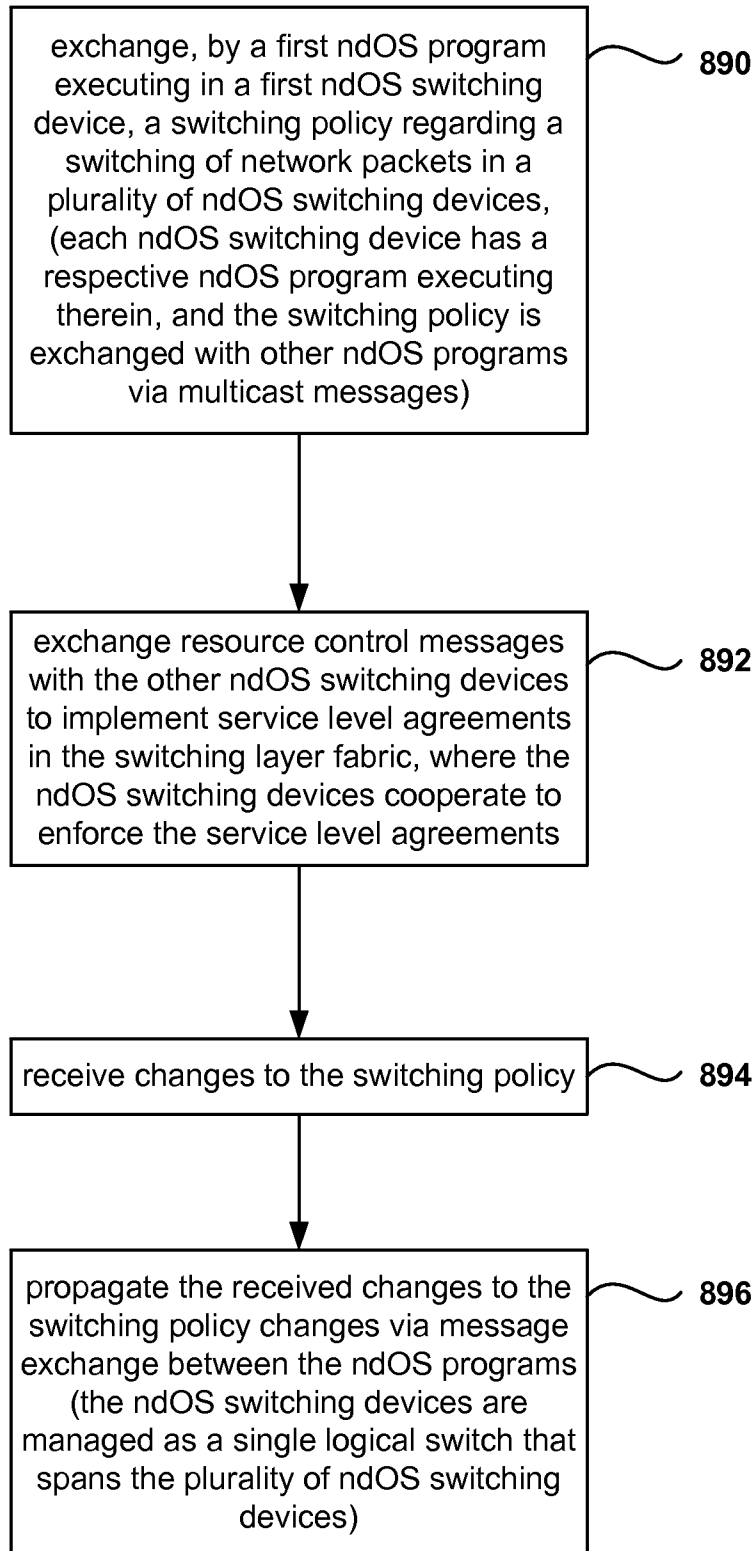 exchange, by a first ndOS program
executing in a first ndOS switching
device, a switching policy regarding a
switching of network packets in a
plurality of ndOS switching devices,
(each ndOS switching device has a
respective ndOS program executing
therein, and the switching policy is
exchanged with other ndOS programs
via multicast messages)
890
exchange resource control messages
with the other ndOS switching devices
to implement service level agreements
in the switching layer fabric, where the
ndOS switching devices cooperate to
enforce the service level agreements
892
receive changes to the switching policy
894
propagate the received changes to the
switching policy changes via message
exchange between the ndOS programs
(the ndOS switching devices are
managed as a single logical switch that
spans the plurality of ndOS switching
devices)
896